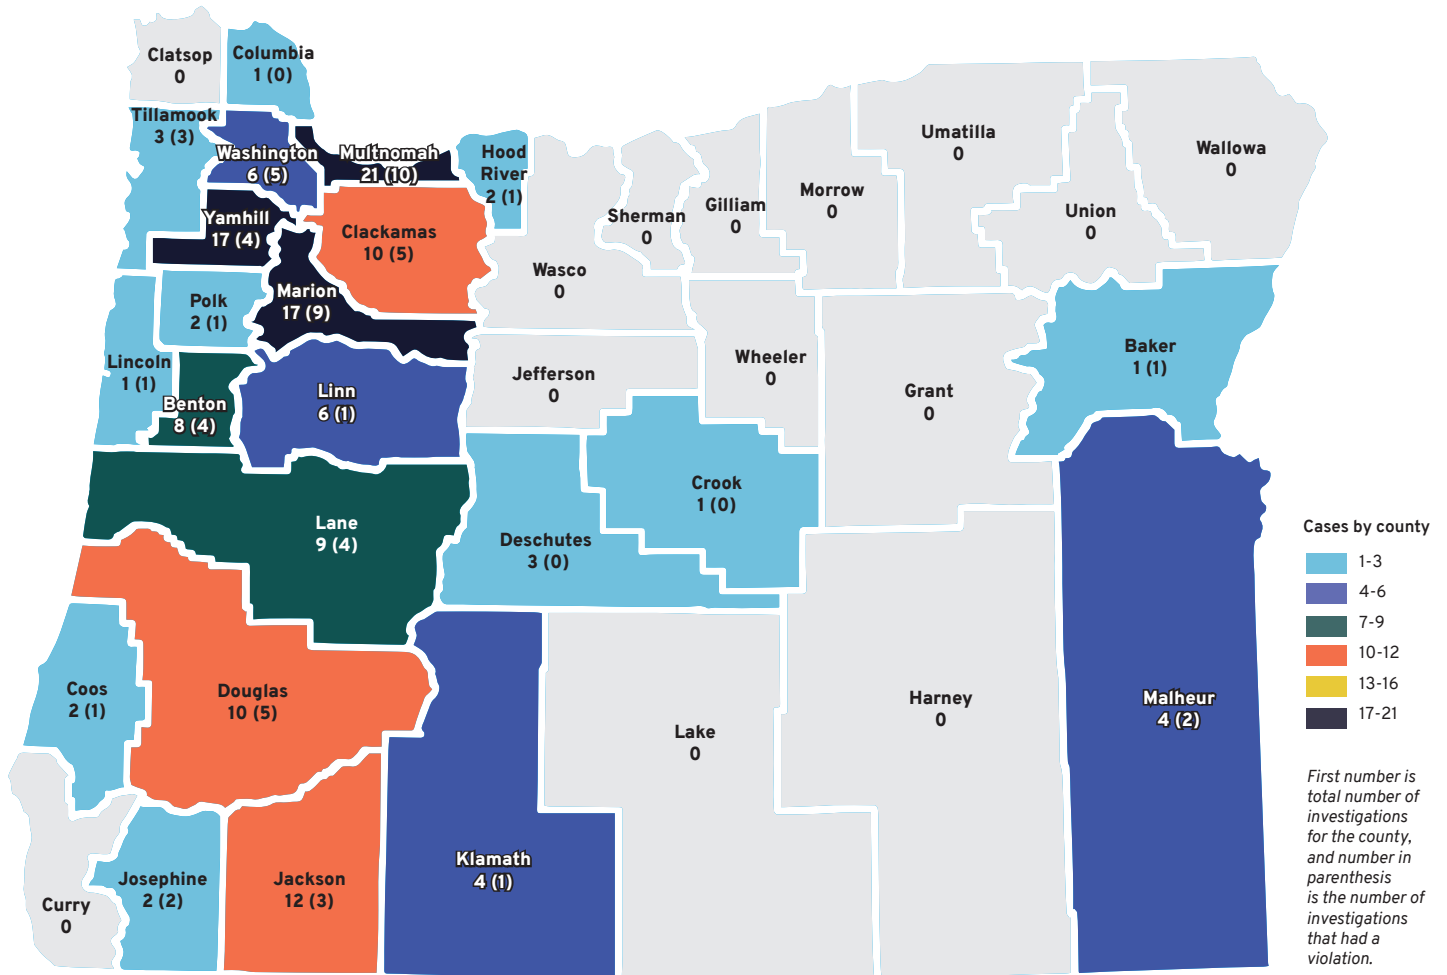 Clatsop
0
Columbia
1 (0)
Tillamook
3 (3)
Washington
6 (5)
Multnomah
21 (10)
Hood
River
2 (1)
Yamhill
17 (4)
Clackamas
10 (5)
Marion
17 (9)
Polk
2 (1)
Lincoln
1 (1)
Benton
8 (4)
Linn
6 (1)
Lane
9 (4)
Wasco
0
Sherman
0
Gilliam
0
Morrow
0
Umatilla
0
Union
0
Wallowa
0
Jefferson
0
Wheeler
0
Grant
0
Baker
1 (1)
Crook
1 (0)
Deschutes
3 (0)
Coos
2 (1)
Douglas
10 (5)
Curry
0
Josephine
2 (2)
Jackson
12 (3)
Klamath
4 (1)
Lake
0
Harney
0
Malheur
4 (2)
Cases by county
1-3
4-6
7-9
10-12
13-16
17-21
First number is
total number of
investigations
for the county,
and number in
parenthesis
is the number of
investigations
that had a
violation.